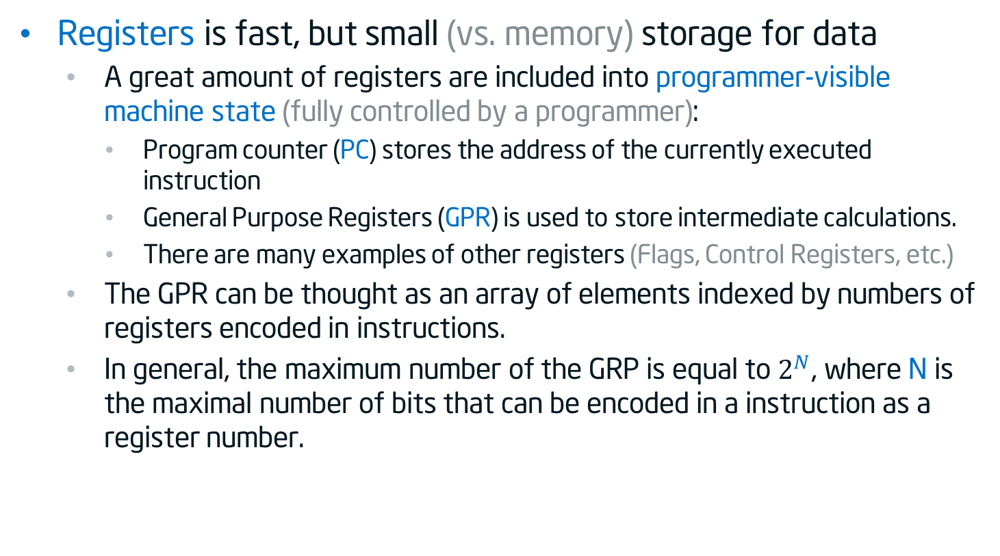 • Registers is fast, but small (vs. memory) storage for data
• A great amount of registers are included into programmer-visible
machine state (fully controlled by a programmer):
• Program counter (PC) stores the address of the currently executed
instruction
• General Purpose Registers (GPR) is used to store intermediate calculations.
• There are many examples of other registers (Flags, Control Registers, etc.)
• The GPR can be thought as an array of elements indexed by numbers of
registers encoded in instructions.
• In general, the maximum number of the GRP is equal to 2^N, where N is
the maximal number of bits that can be encoded in a instruction as a
register number.